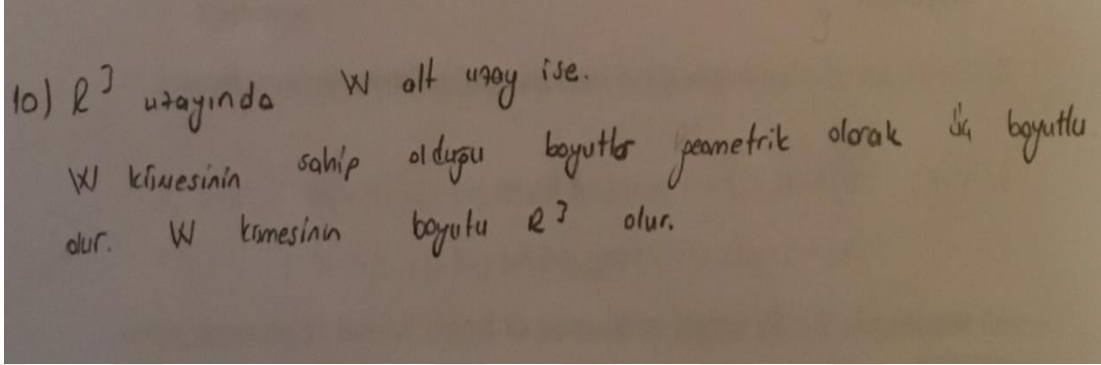 10) R³ uzayında W alt uzay ise.
W kümesinin sahip olduğu boyutlar geometrik olarak üç boyutlu
olur. W kümesinin boyutu R³ olur.